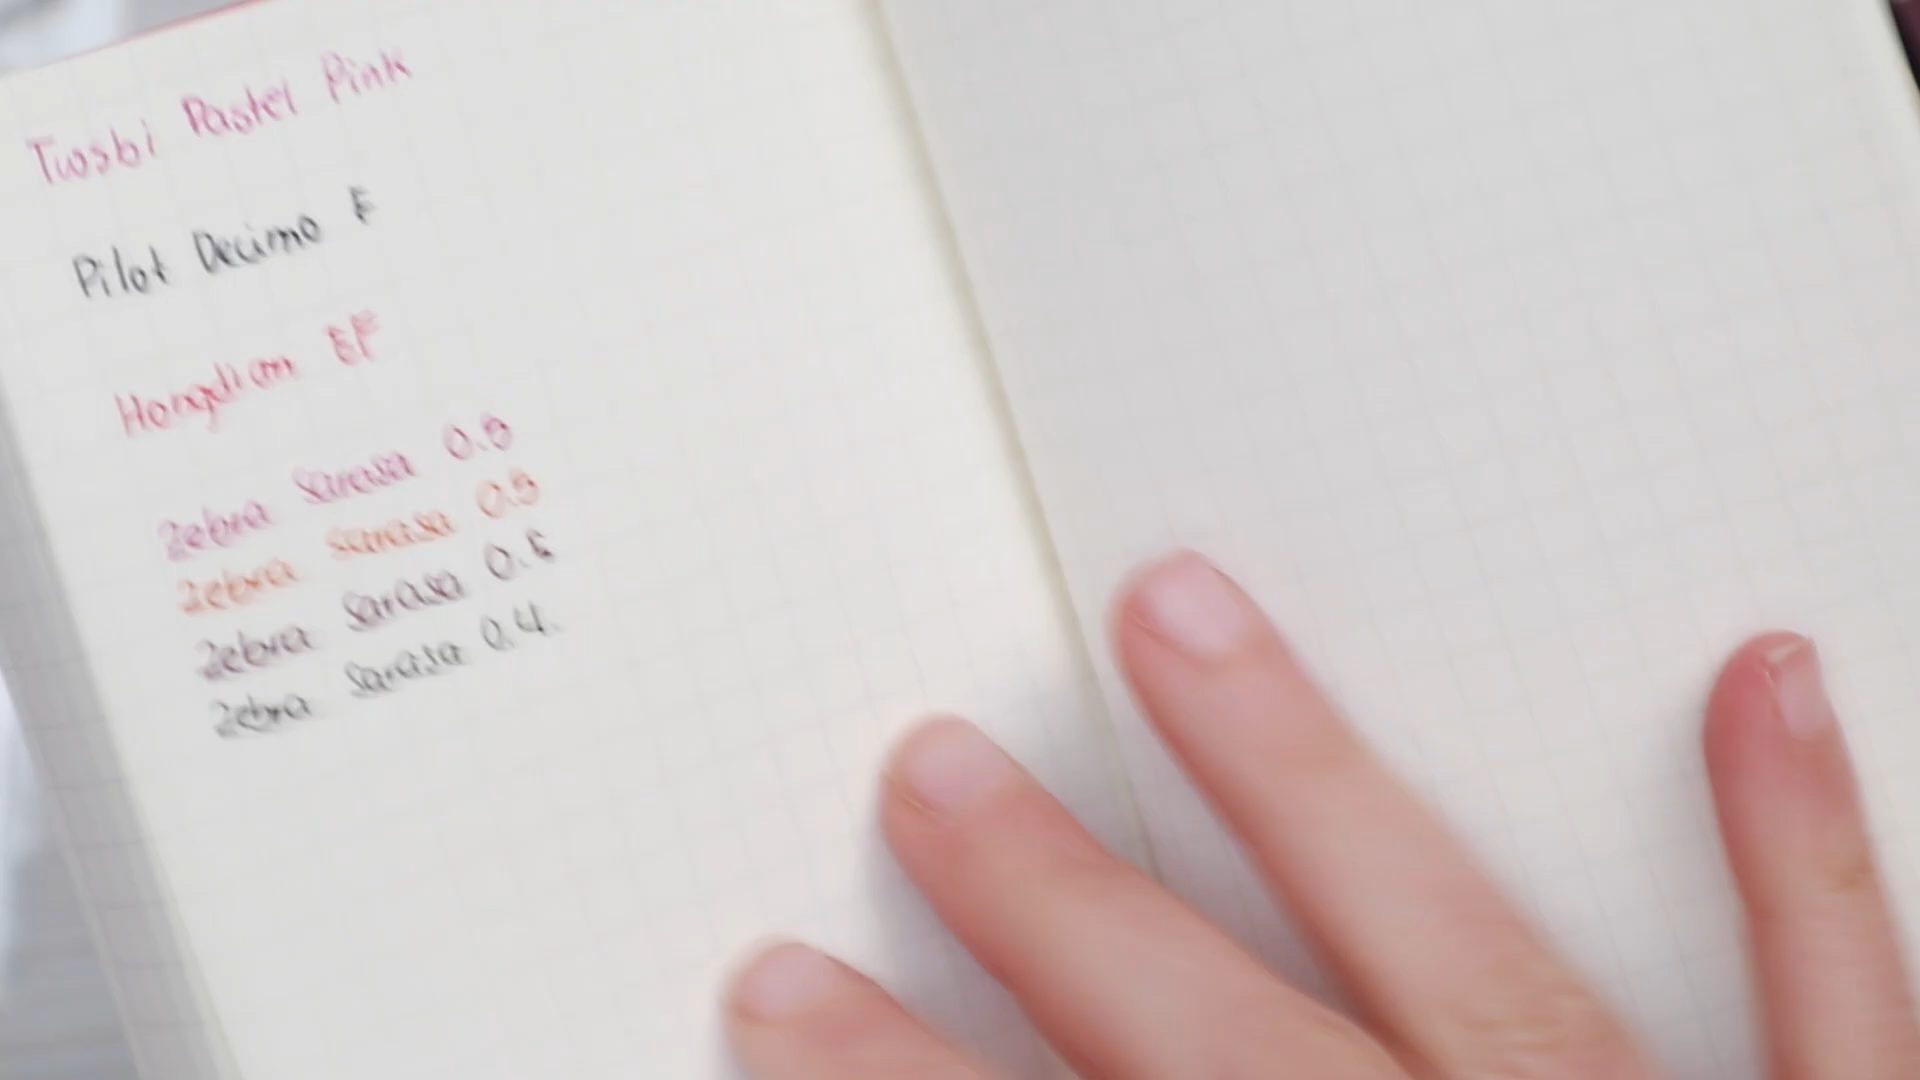 Twsbi Pastel Pink
Pilot Decimo F
Hongdian EF
Zebra Sarasa 0.5
Zebra Sarasa 0.5
Zebra Sarasa 0.5
Zebra Sarasa 0.4.